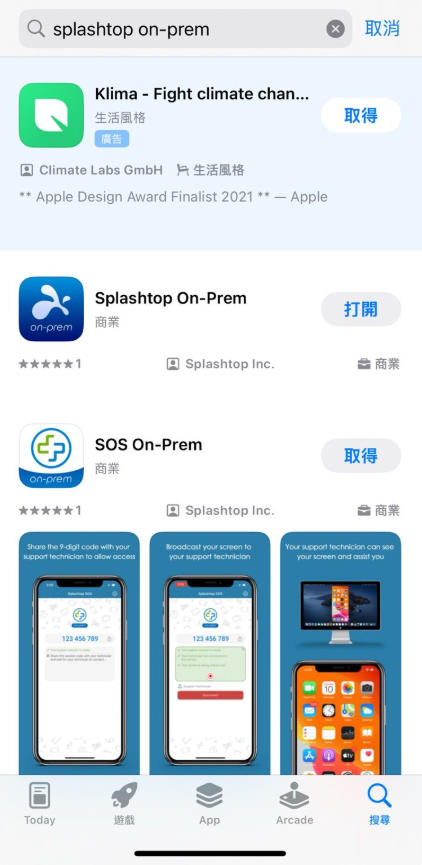 splashtop on-prem
取消
Klima - Fight climate chan...
生活風格
廣告
取得
Climate Labs GmbH
生活風格
** Apple Design Award Finalist 2021 ** — Apple
Splashtop On-Prem
商業
on-prem
打開
★★★★★1
Splashtop Inc.
商業
SOS On-Prem
商業
on-prem
取得
★★★★★1
Splashtop Inc.
商業
Share the 9-digit code with your
support technician to allow access
Broadcast your screen to
your support technician
Your support technician can see
your screen and assist you
Splashtop SOS
123 456 789
Splashtop SOS
123 456 789
Today
遊戲
App
Arcade
搜尋